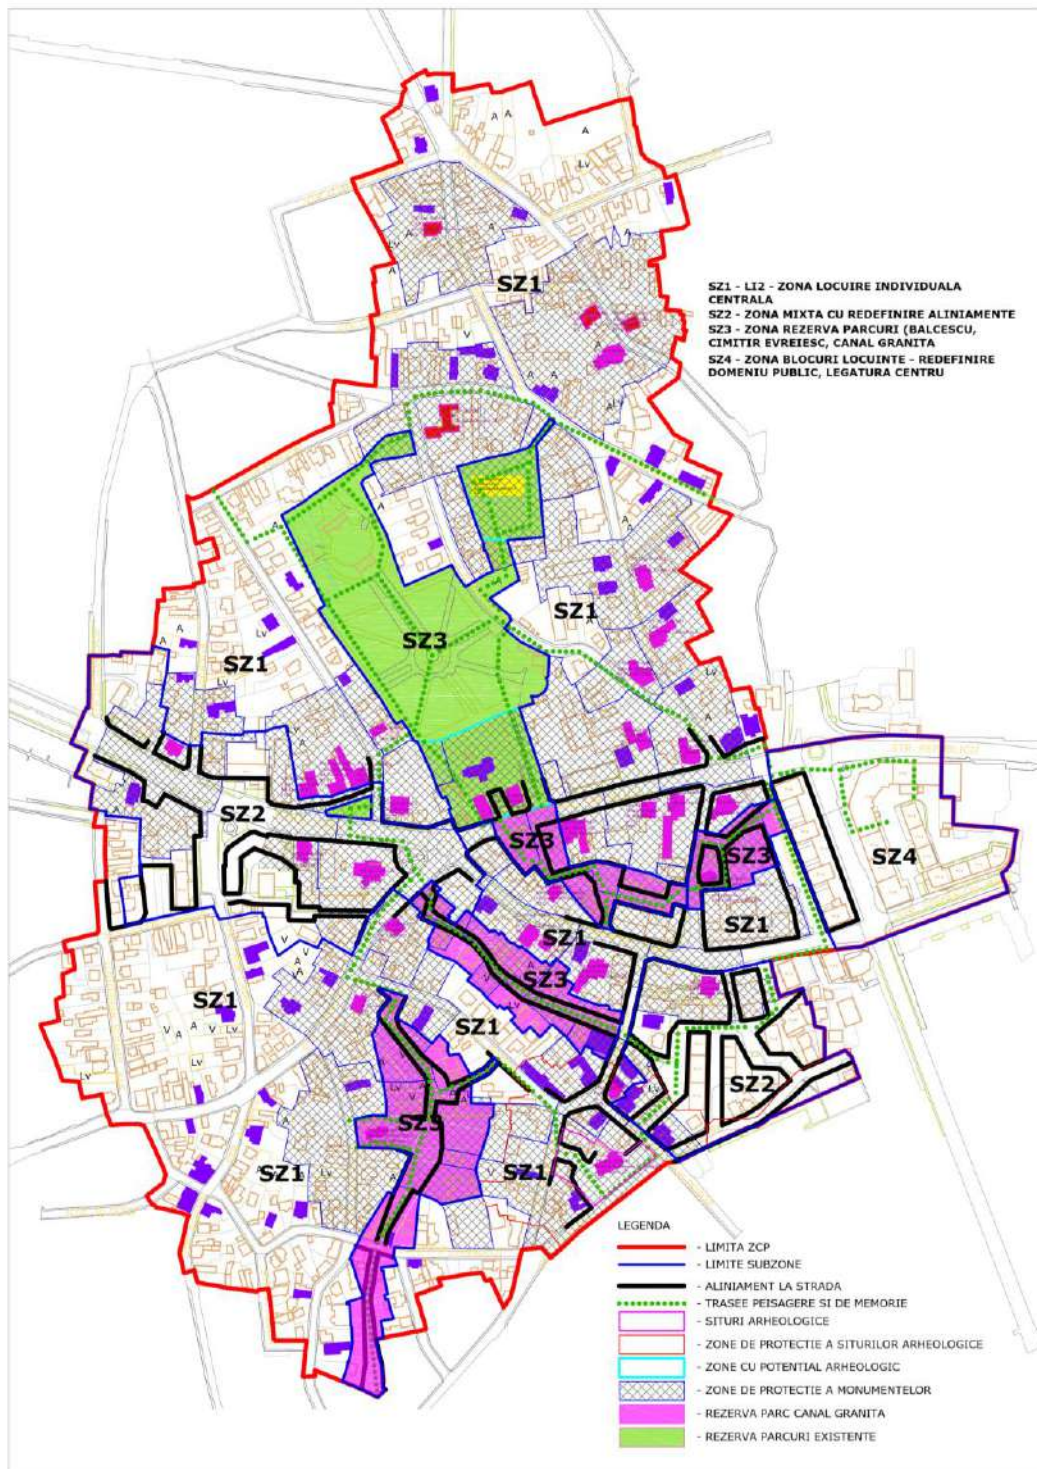 SZ1
SZ1 - LI2 - ZONA LOCUIRE INDIVIDUALA
CENTRALA
SZ2 - ZONA MIXTA CU REDEFINIRE ALINIAMENTE
SZ3 - ZONA REZERVA PARCURI (BALCESCU,
CIMITIR EVREIESC, CANAL GRANITA
SZ4 - ZONA BLOCURI LOCUINTE - REDEFINIRE
DOMENIU PUBLIC, LEGATURA CENTRU
SZ1
SZ3
SZ1
STR. REPUBLICII
SZ2
SZ3
SZ3
SZ4
SZ1
SZ1
SZ3
SZ1
SZ1
SZ2
SZ3
SZ1
SZ1
LEGENDA
- LIMITA ZCP
- LIMITE SUBZONE
- ALINIAMENT LA STRADA
- TRASEE PEISAGERE SI DE MEMORIE
- SITURI ARHEOLOGICE
- ZONE DE PROTECTIE A SITURILOR ARHEOLOGICE
- ZONE CU POTENTIAL ARHEOLOGIC
- ZONE DE PROTECTIE A MONUMENTELOR
- REZERVA PARC CANAL GRANITA
- REZERVA PARCURI EXISTENTE